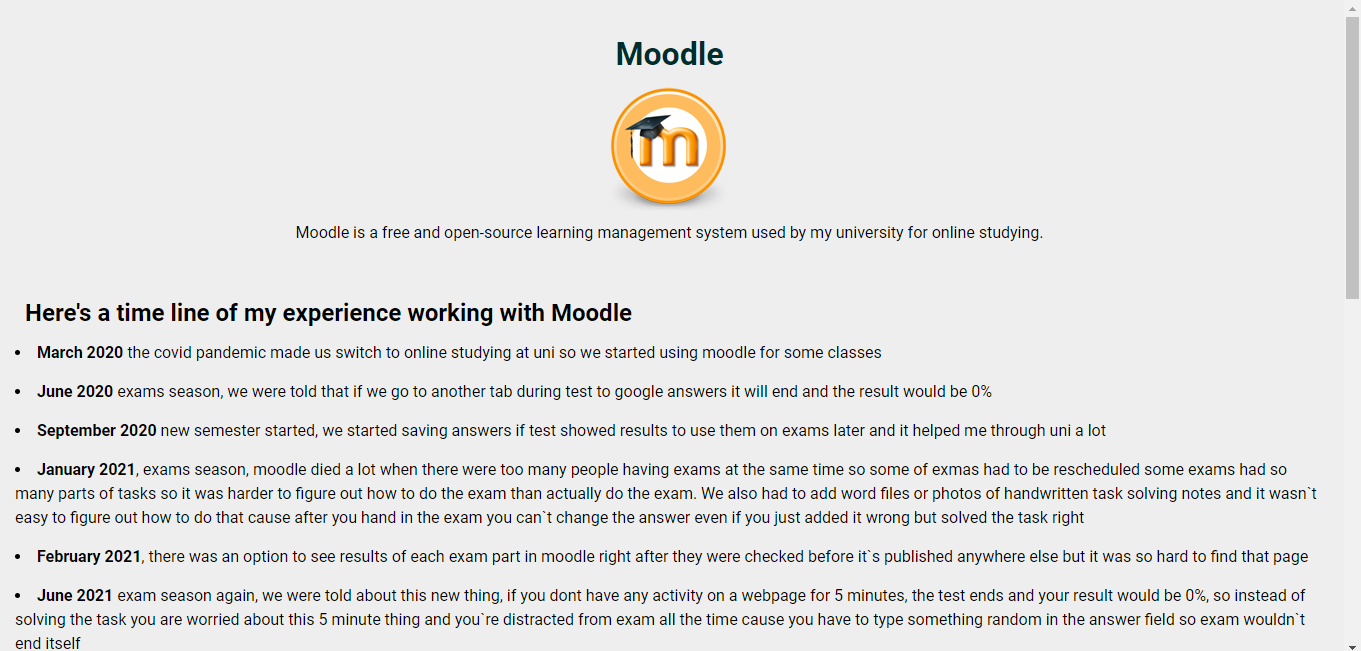 Moodle
m
Moodle is a free and open-source learning management system used by my university for online studying.
Here's a time line of my experience working with Moodle
• March 2020 the covid pandemic made us switch to online studying at uni so we started using moodle for some classes
• June 2020 exams season, we were told that if we go to another tab during test to google answers it will end and the result would be 0%
• September 2020 new semester started, we started saving answers if test showed results to use them on exams later and it helped me through uni a lot
• January 2021, exams season, moodle died a lot when there were too many people having exams at the same time so some of exmas had to be rescheduled some exams had so
many parts of tasks so it was harder to figure out how to do the exam than actually do the exam. We also had to add word files or photos of handwritten task solving notes and it wasn`t
easy to figure out how to do that cause after you hand in the exam you can`t change the answer even if you just added it wrong but solved the task right
• February 2021, there was an option to see results of each exam part in moodle right after they were checked before it`s published anywhere else but it was so hard to find that page
• June 2021 exam season again, we were told about this new thing, if you dont have any activity on a webpage for 5 minutes, the test ends and your result would be 0%, so instead of
solving the task you are worried about this 5 minute thing and you`re distracted from exam all the time cause you have to type something random in the answer field so exam wouldn`t
end itself